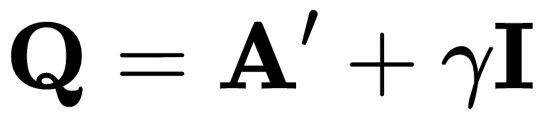 𝐐 = 𝐀′ + γ𝐈